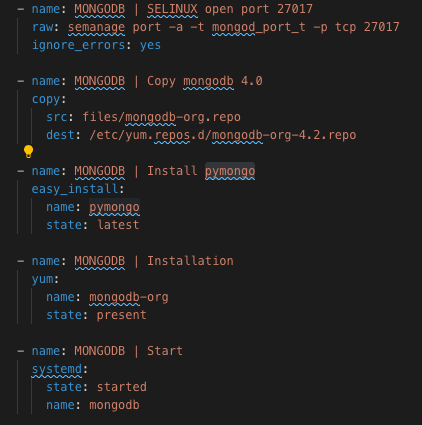 - name: MONGODB | SELINUX open port 27017
  raw: semanage port -a -t mongod_port_t -p tcp 27017
  ignore_errors: yes

- name: MONGODB | Copy mongodb 4.0
  copy:
    src: files/mongodb-org.repo
    dest: /etc/yum.repos.d/mongodb-org-4.2.repo

- name: MONGODB | Install pymongo
  easy_install:
    name: pymongo
    state: latest

- name: MONGODB | Installation
  yum:
    name: mongodb-org
    state: present

- name: MONGODB | Start
  systemd:
    state: started
    name: mongodb